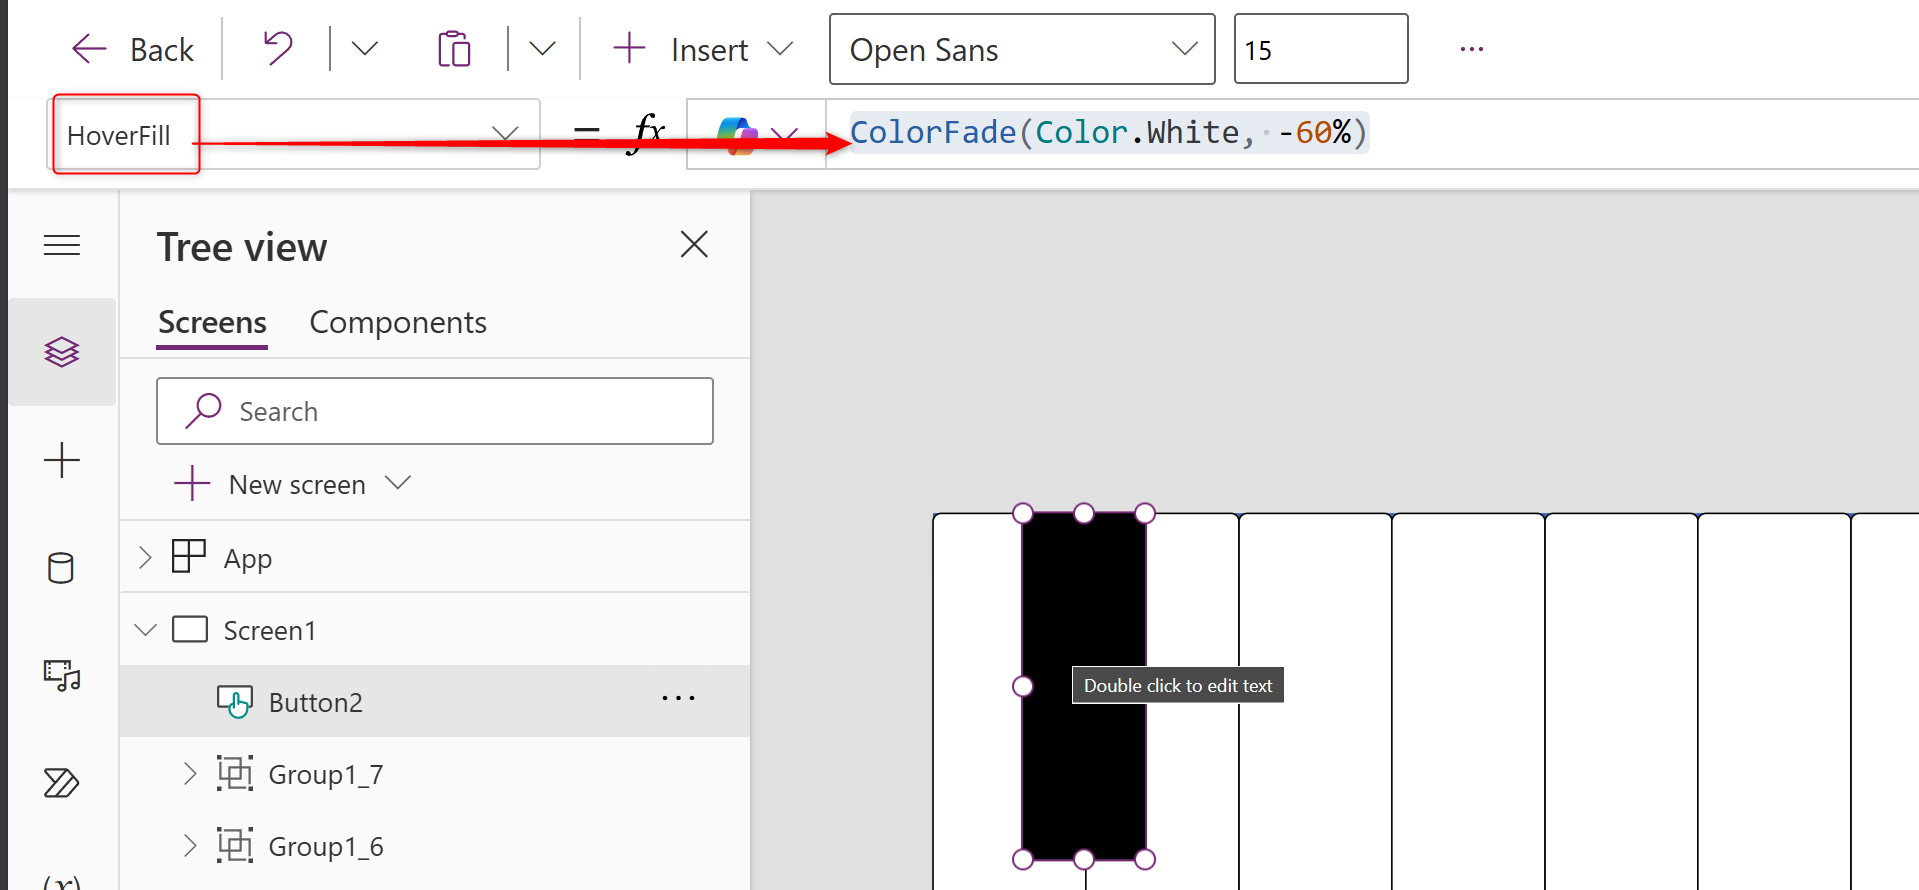 Back
Insert
Open Sans
15
HoverFill
= fx
ColorFade(Color.White, -60%)
Tree view
Screens
Components
Search
New screen
App
Screen1
Button2
Double click to edit text
Group1_7
Group1_6
(x)